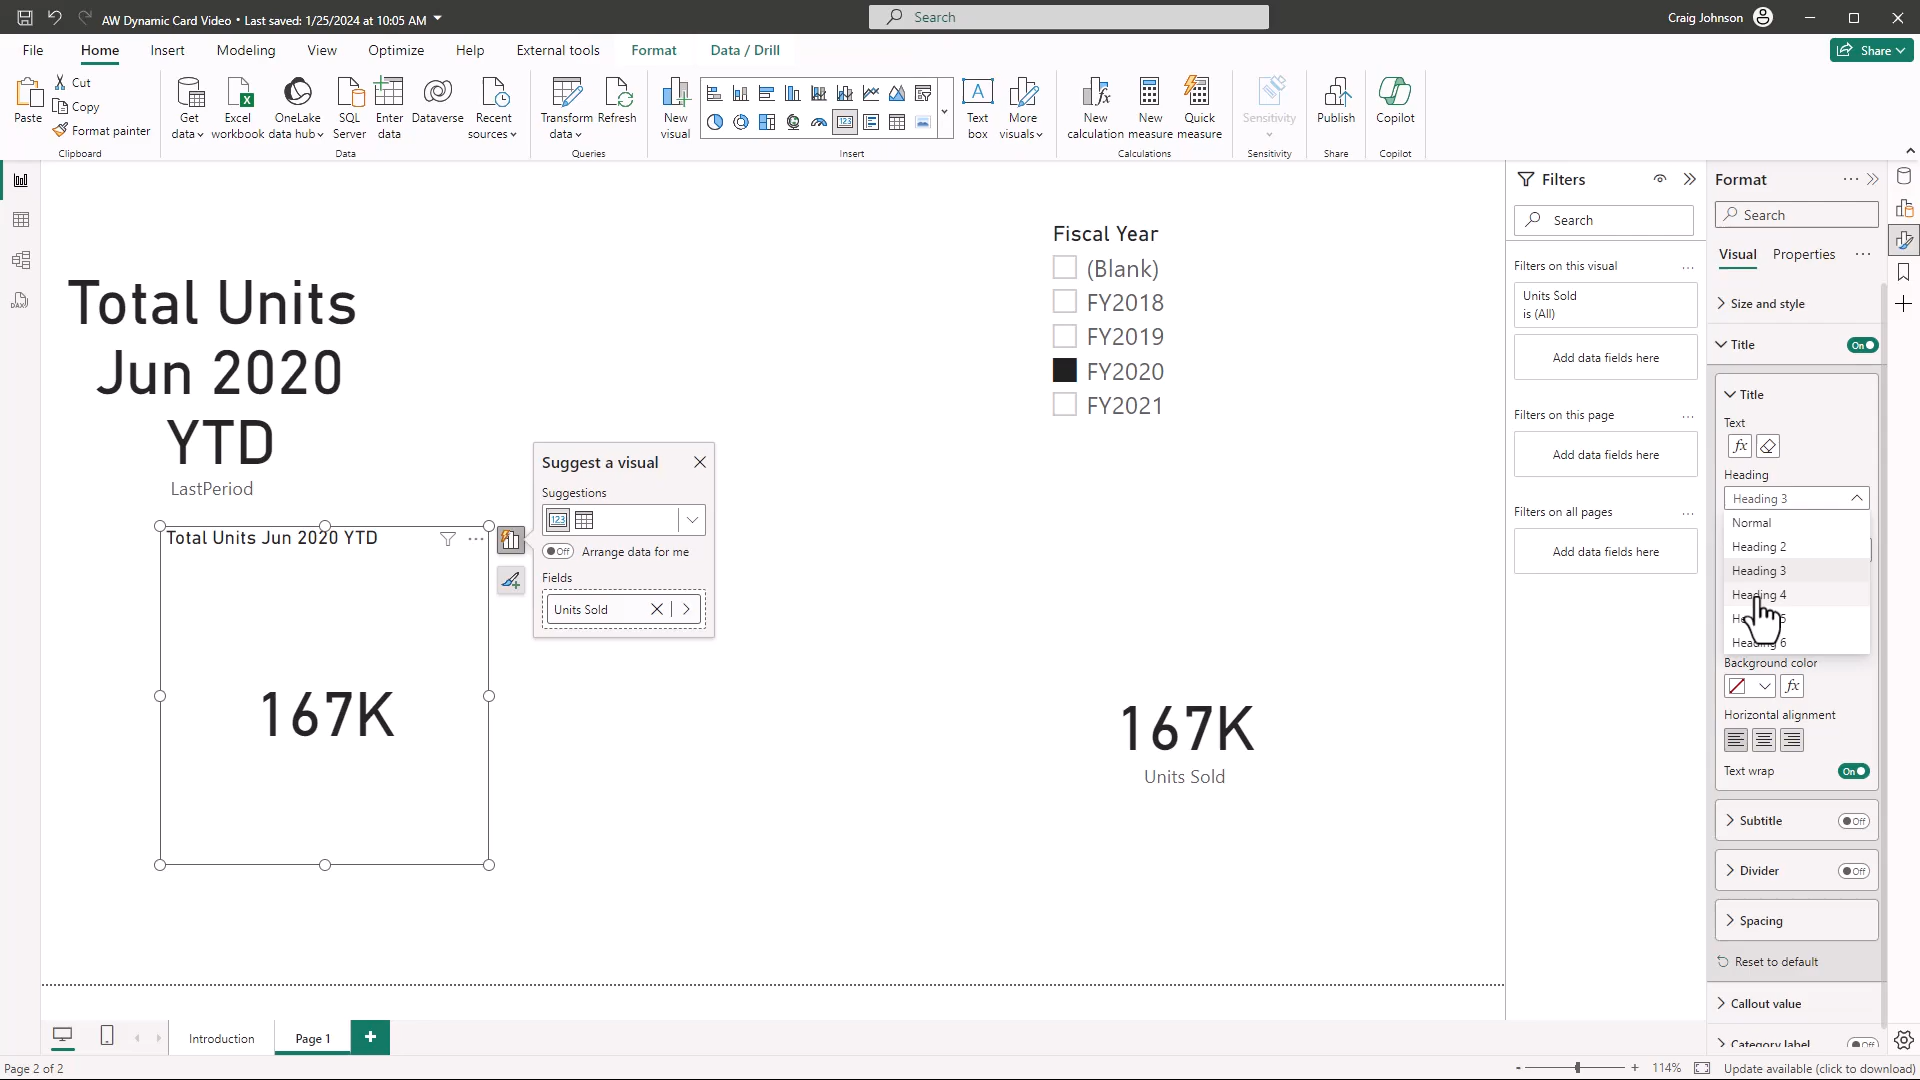 AW Dynamic Card Video • Last saved: 1/25/2024 at 10:05 AM
Search
Craig Johnson
File
Home
Insert
Modeling
View
Optimize
Help
External tools
Format
Data / Drill
Share
Paste
Cut
Copy
Format painter
Clipboard
Get data
Excel workbook
OneLake data hub
SQL Server
Enter data
Dataverse
Recent sources
Data
Transform data
Refresh
Queries
New visual
Text box
More visuals
Insert
New calculation
New measure
Quick measure
Calculations
Sensitivity
Sensitivity
Publish
Share
Copilot
Copilot
Total Units
Jun 2020
YTD
LastPeriod
Total Units Jun 2020 YTD
167K
Suggest a visual
Suggestions
123
Off
Arrange data for me
Fields
Units Sold
Fiscal Year
(Blank)
FY2018
FY2019
FY2020
FY2021
167K
Units Sold
Filters
Search
Filters on this visual
Units Sold
is (All)
Add data fields here
Filters on this page
Add data fields here
Filters on all pages
Add data fields here
Format
Search
Visual
Properties
Size and style
Title
On
Title
Text
fx
Heading
Heading 3
Normal
Heading 2
Heading 3
Heading 4
Heading 6
Background color
fx
Horizontal alignment
Text wrap
On
Subtitle
Off
Divider
Off
Spacing
Reset to default
Callout value
Category label
Off
DAX
Introduction
Page 1
Page 2 of 2
- + 114%
Update available (click to download)